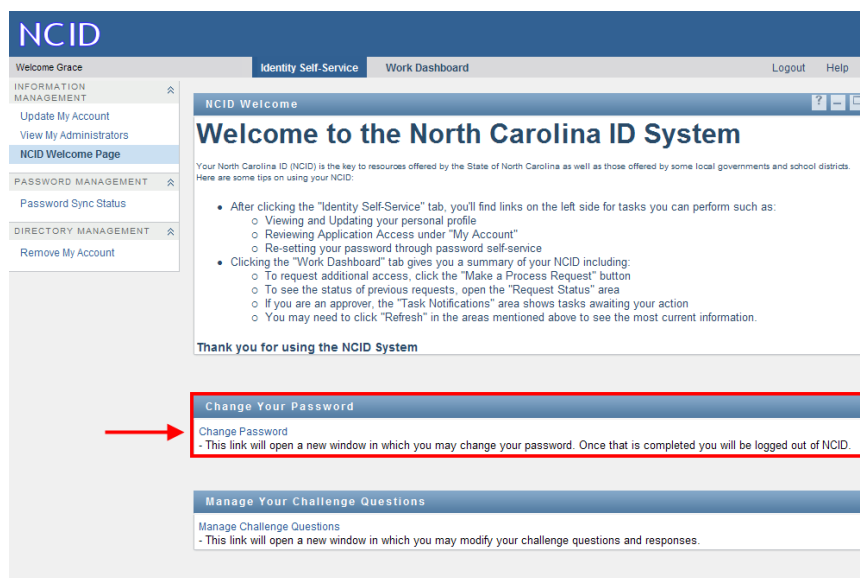 NCID
Welcome Grace
Identity Self-Service
Work Dashboard
Logout
Help
INFORMATION
MANAGEMENT
Update My Account
View My Administrators
NCID Welcome Page
PASSWORD MANAGEMENT
Password Sync Status
DIRECTORY MANAGEMENT
Remove My Account
NCID Welcome
?
Welcome to the North Carolina ID System
Your North Carolina ID (NCID) is the key to resources offered by the State of North Carolina as well as those offered by some local governments and school districts.
Here are some tips on using your NCID:
• After clicking the "Identity Self-Service" tab, you'll find links on the left side for tasks you can perform such as:
o Viewing and Updating your personal profile
o Reviewing Application Access under "My Account"
o Re-setting your password through password self-service
• Clicking the "Work Dashboard" tab gives you a summary of your NCID including:
o To request additional access, click the "Make a Process Request" button
o To see the status of previous requests, open the "Request Status" area
o If you are an approver, the "Task Notifications" area shows tasks awaiting your action
o You may need to click "Refresh" in the areas mentioned above to see the most current information.
Thank you for using the NCID System
Change Your Password
Change Password
- This link will open a new window in which you may change your password. Once that is completed you will be logged out of NCID.
Manage Your Challenge Questions
Manage Challenge Questions
- This link will open a new window in which you may modify your challenge questions and responses.